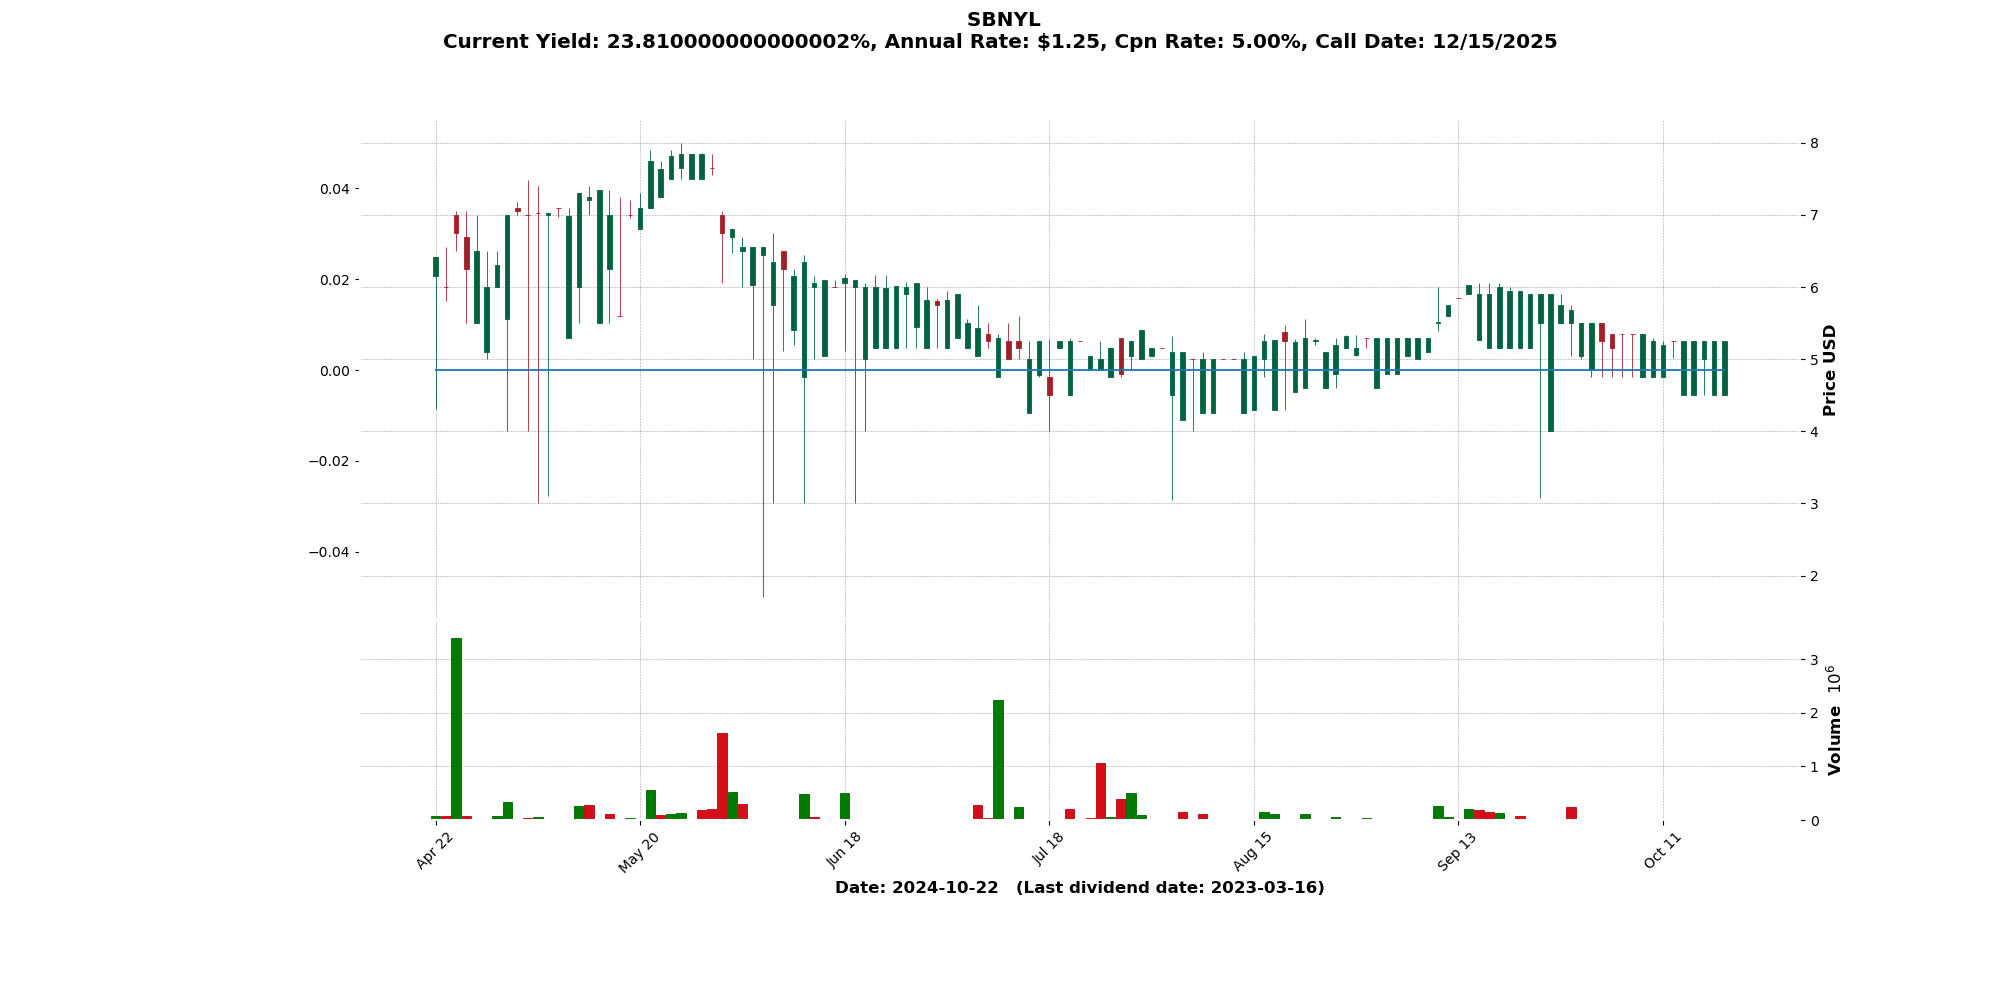 SBNYL
Current Yield: 23.810000000000002%, Annual Rate: $1.25, Cpn Rate: 5.00%, Call Date: 12/15/2025
0.04
0.02
0.00
−0.02
−0.04
8
7
6
5
4
3
2
Price USD
3
2
1
0
Volume 10^6
Apr 22
May 20
Jun 18
Jul 18
Aug 15
Sep 13
Oct 11
Date: 2024-10-22 (Last dividend date: 2023-03-16)